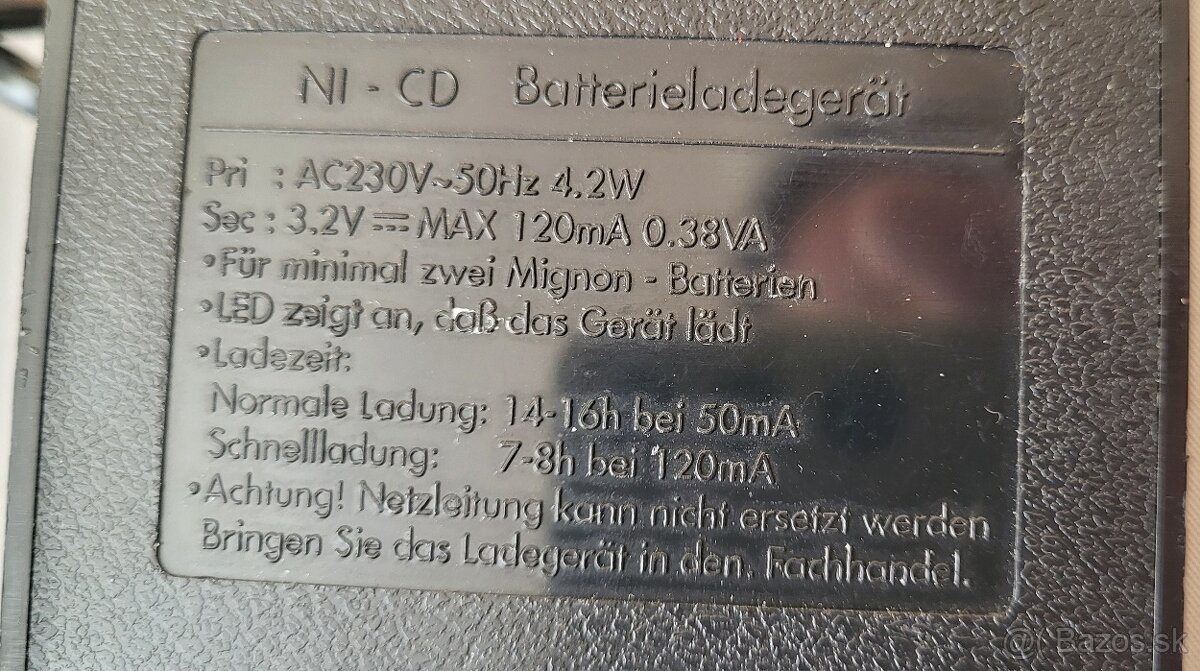 NI - CD Batterieladegerät
Pri : AC230V~50Hz 4.2W
Sec : 3.2V ⎓ MAX 120mA 0.38VA
•Für minimal zwei Mignon - Batterien
•LED zeigt an, daß das Gerät lädt
•Ladezeit:
Normale Ladung: 14-16h bei 50mA
Schnellladung: 7-8h bei 120mA
•Achtung! Netzleitung kann nicht ersetzt werden
Bringen Sie das Ladegerät in den. Fachhandel.
@ Bazos.sk